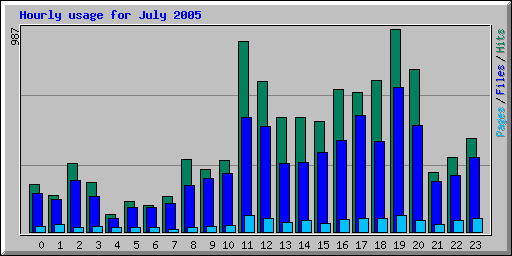 Hourly usage for July 2005
987
Pages / Files / Hits
0 1 2 3 4 5 6 7 8 9 10 11 12 13 14 15 16 17 18 19 20 21 22 23